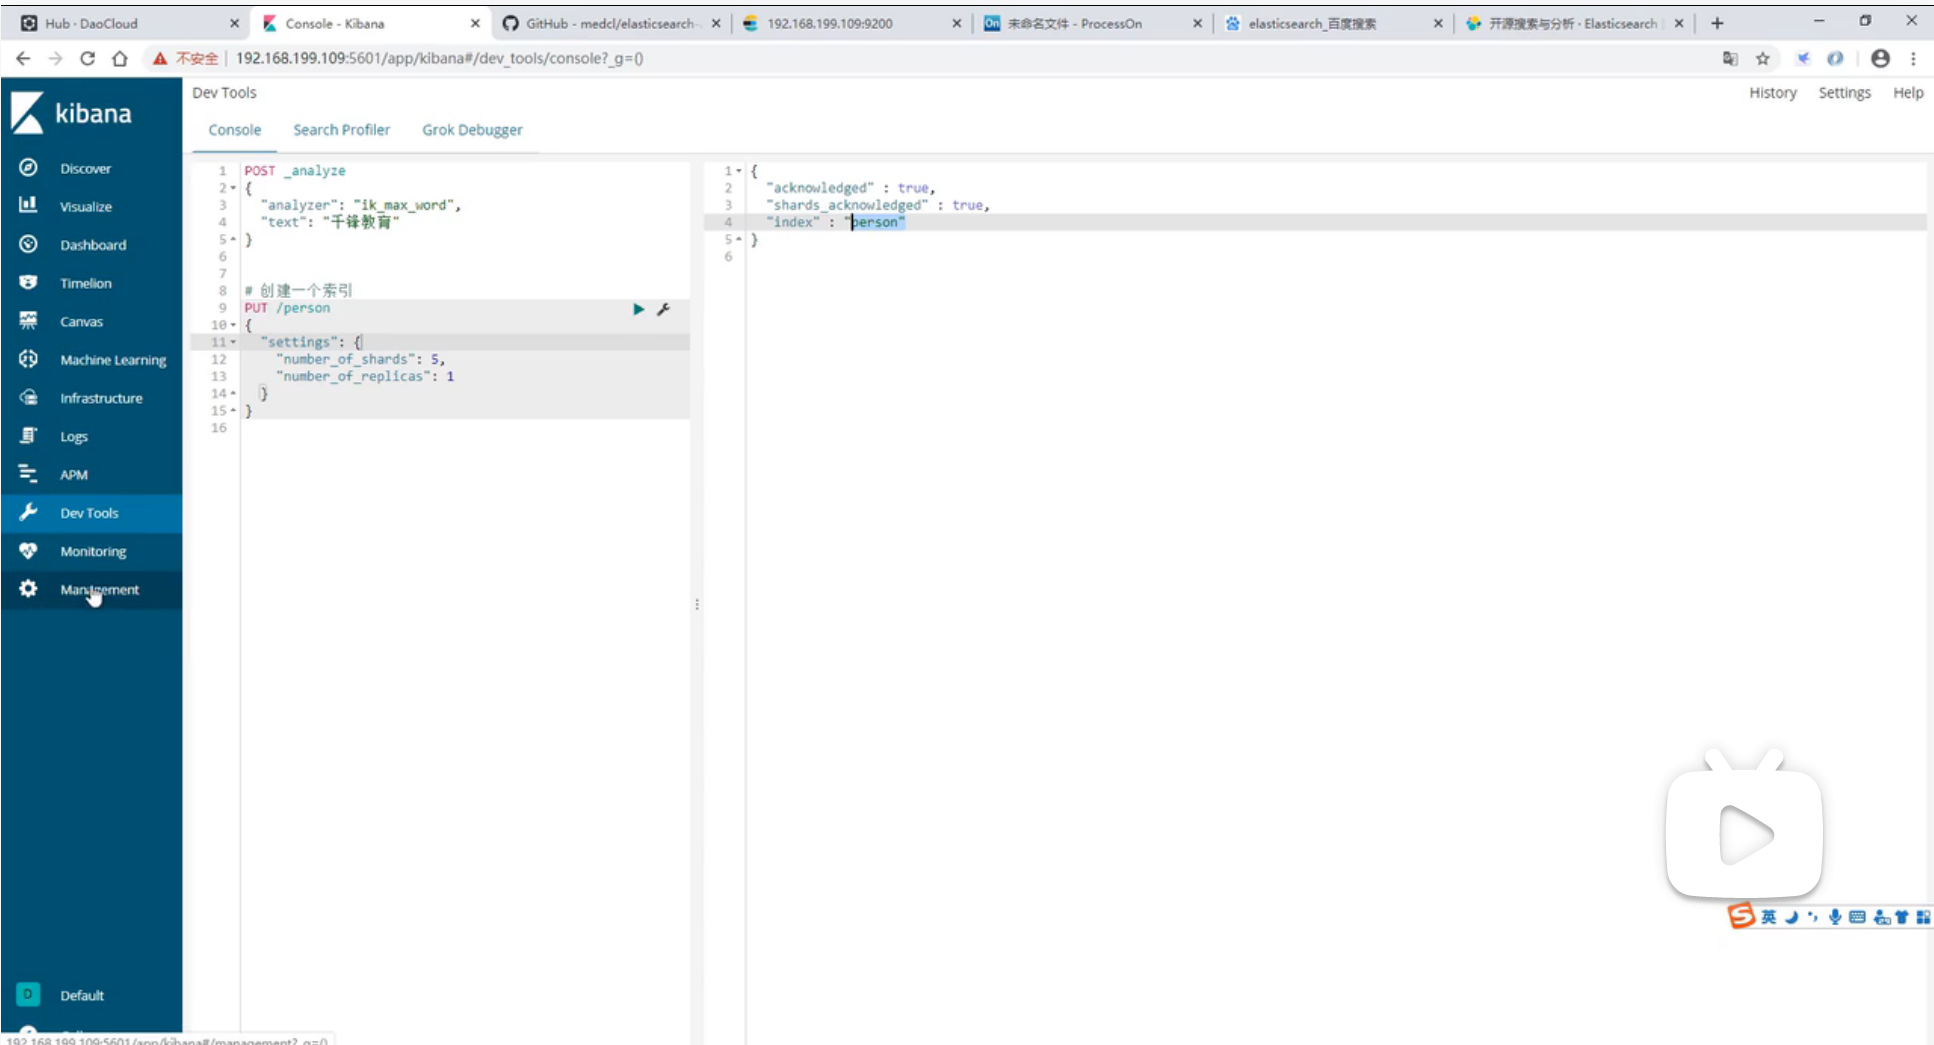 Hub - DaoCloud
Console - Kibana
GitHub - medcl/elasticsearch-
192.168.199.109:9200
On 未命名文件 - ProcessOn
elasticsearch_百度搜索
开源搜索与分析 · Elasticsearch
不安全 | 192.168.199.109:5601/app/kibana#/dev_tools/console?_g=()
kibana
Discover
Visualize
Dashboard
Timelion
Canvas
Machine Learning
Infrastructure
Logs
APM
Dev Tools
Monitoring
Management
D Default
192.168.199.109:5601/app/kibana#/management?_g=()
Dev Tools
History Settings Help
Console Search Profiler Grok Debugger
1 POST _analyze
2 {
3 "analyzer": "ik_max_word",
4 "text": "千锋教育"
5 }
6
7
8 # 创建一个索引
9 PUT /person
10 {
11 "settings": {
12 "number_of_shards": 5,
13 "number_of_replicas": 1
14 }
15 }
16
1 {
2 "acknowledged" : true,
3 "shards_acknowledged" : true,
4 "index" : "person"
5 }
6
S 英